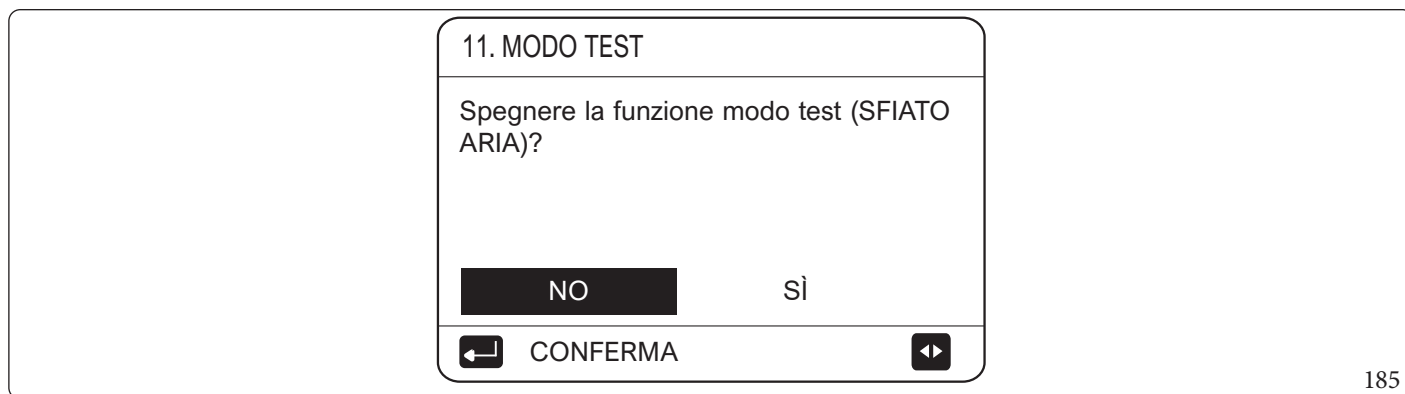 11. MODO TEST
Spegnere la funzione modo test (SFIATO
ARIA)?
NO SÌ
CONFERMA
185